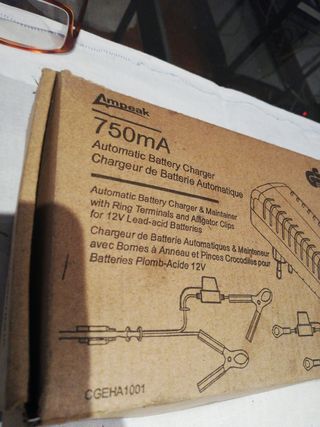 Ampeak
750mA
Automatic Battery Charger
Chargeur de Batterie Automatique
Automatic Battery Charger & Maintainer
with Ring Terminals and Alligator Clips
for 12V Lead-acid Batteries
Chargeur de Batterie Automatiques & Mainteneur
avec Bornes à Anneau et Pinces Crocodiles pour
Batteries Plomb-Acide 12V
CGEHA1001